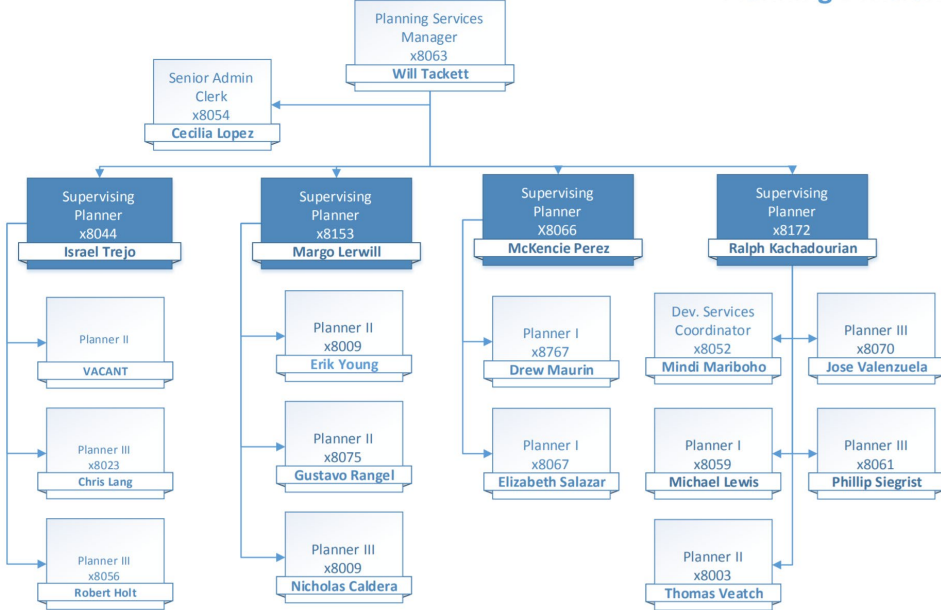 Planning Services
Manager
x8063
Will Tackett
Senior Admin
Clerk
x8054
Cecilia Lopez
Supervising
Planner
x8044
Israel Trejo
Supervising
Planner
x8153
Margo Lerwill
Supervising
Planner
X8066
McKencie Perez
Supervising
Planner
x8172
Ralph Kachadourian
Planner II
VACANT
Planner III
x8023
Chris Lang
Planner III
x8056
Robert Holt
Planner II
x8009
Erik Young
Planner II
x8075
Gustavo Rangel
Planner III
x8009
Nicholas Caldera
Planner I
x8767
Drew Maurin
Planner I
x8067
Elizabeth Salazar
Dev. Services
Coordinator
x8052
Mindi Mariboho
Planner III
x8070
Jose Valenzuela
Planner I
x8059
Michael Lewis
Planner III
x8061
Phillip Siegrist
Planner II
x8003
Thomas Veatch